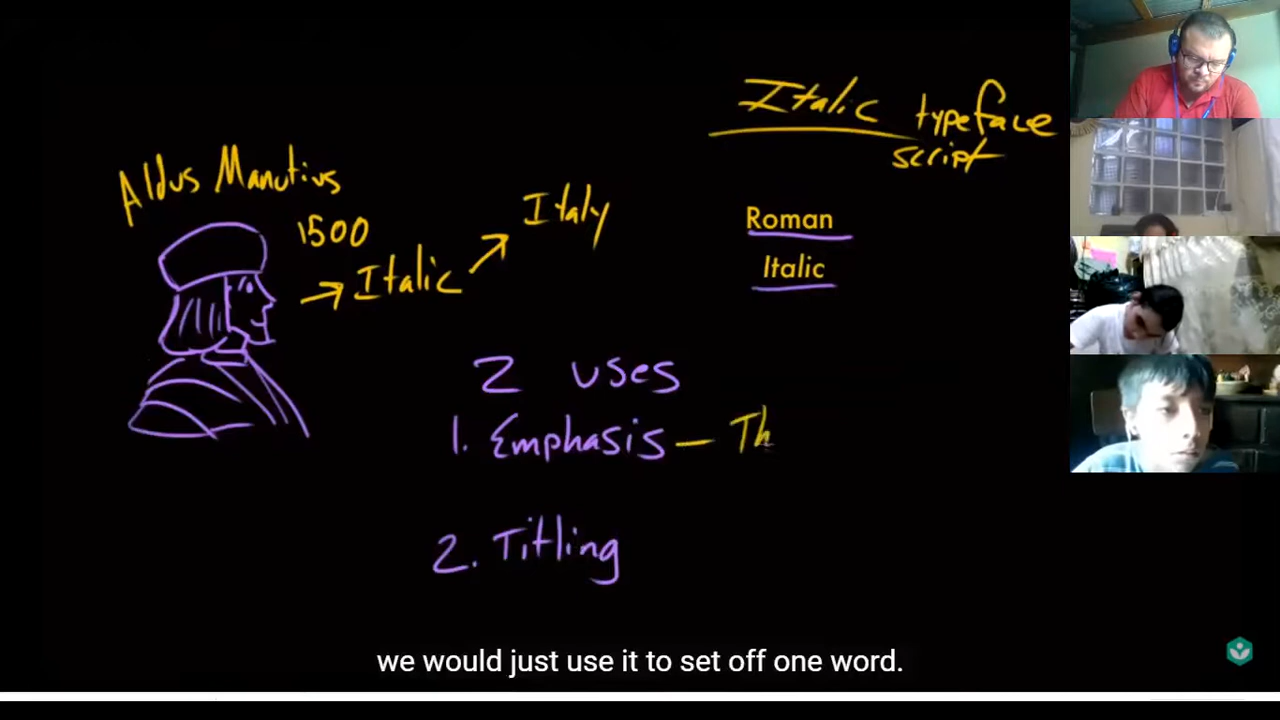 Italic typeface
script
Aldus Manutius
1500
Italic
Italy
Roman
Italic
2 uses
1. Emphasis — Th
2. Titling
we would just use it to set off one word.